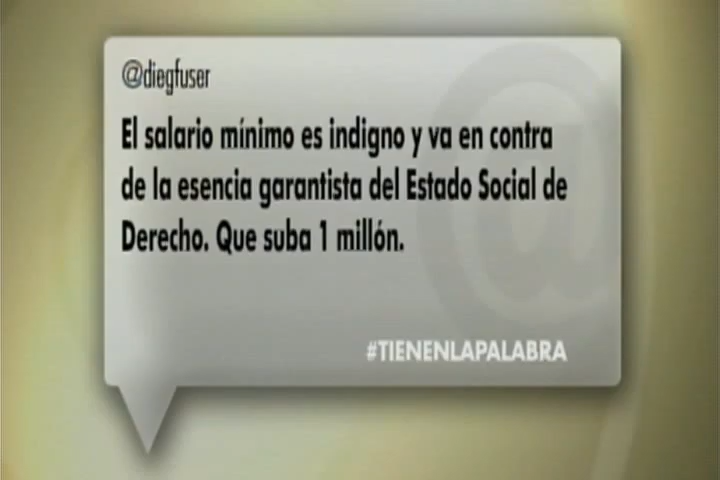 @diegfuser
El salario mínimo es indigno y va en contra
de la esencia garantista del Estado Social de
Derecho. Que suba 1 millón.
#TIENENLAPALABRA